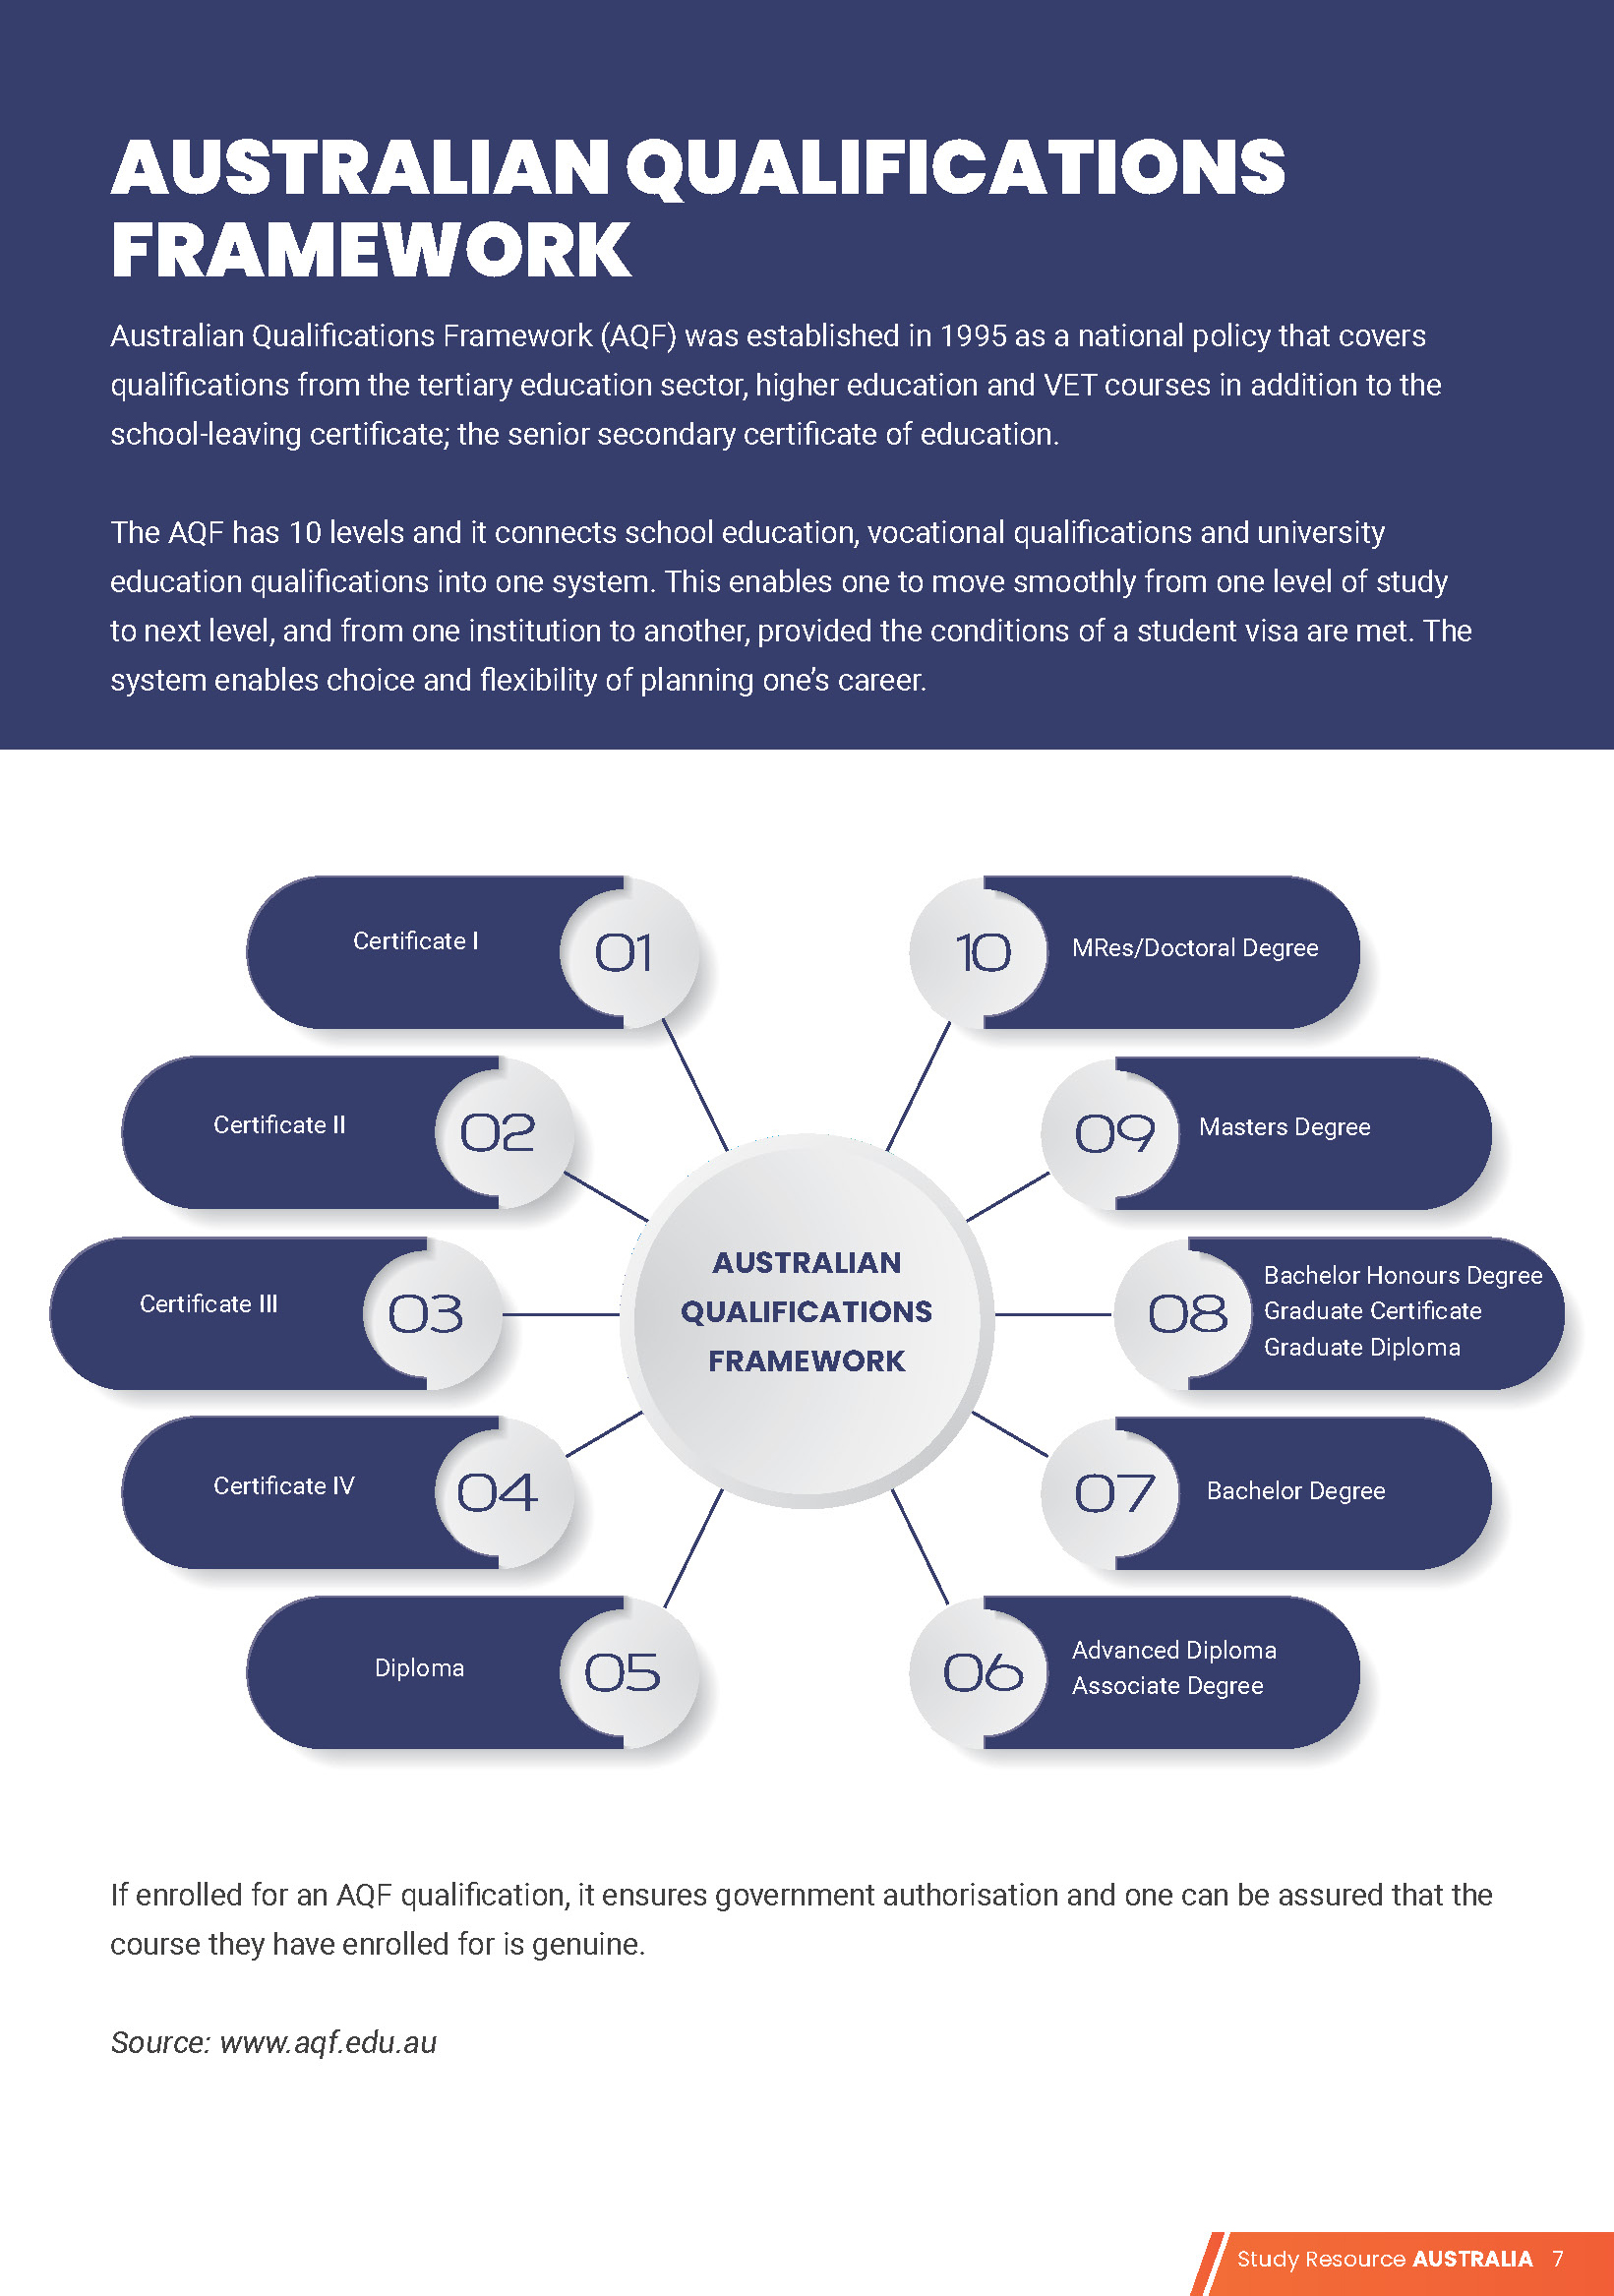 AUSTRALIAN QUALIFICATIONS
FRAMEWORK
Australian Qualifications Framework (AQF) was established in 1995 as a national policy that covers
qualifications from the tertiary education sector, higher education and VET courses in addition to the
school-leaving certificate; the senior secondary certificate of education.
The AQF has 10 levels and it connects school education, vocational qualifications and university
education qualifications into one system. This enables one to move smoothly from one level of study
to next level, and from one institution to another, provided the conditions of a student visa are met. The
system enables choice and flexibility of planning one’s career.
Certificate I
01
Certificate II
02
Certificate III
03
Certificate IV
04
Diploma
05
AUSTRALIAN
QUALIFICATIONS
FRAMEWORK
10
MRes/Doctoral Degree
09
Masters Degree
08
Bachelor Honours Degree
Graduate Certificate
Graduate Diploma
07
Bachelor Degree
06
Advanced Diploma
Associate Degree
If enrolled for an AQF qualification, it ensures government authorisation and one can be assured that the
course they have enrolled for is genuine.
Source: www.aqf.edu.au
Study Resource AUSTRALIA 7